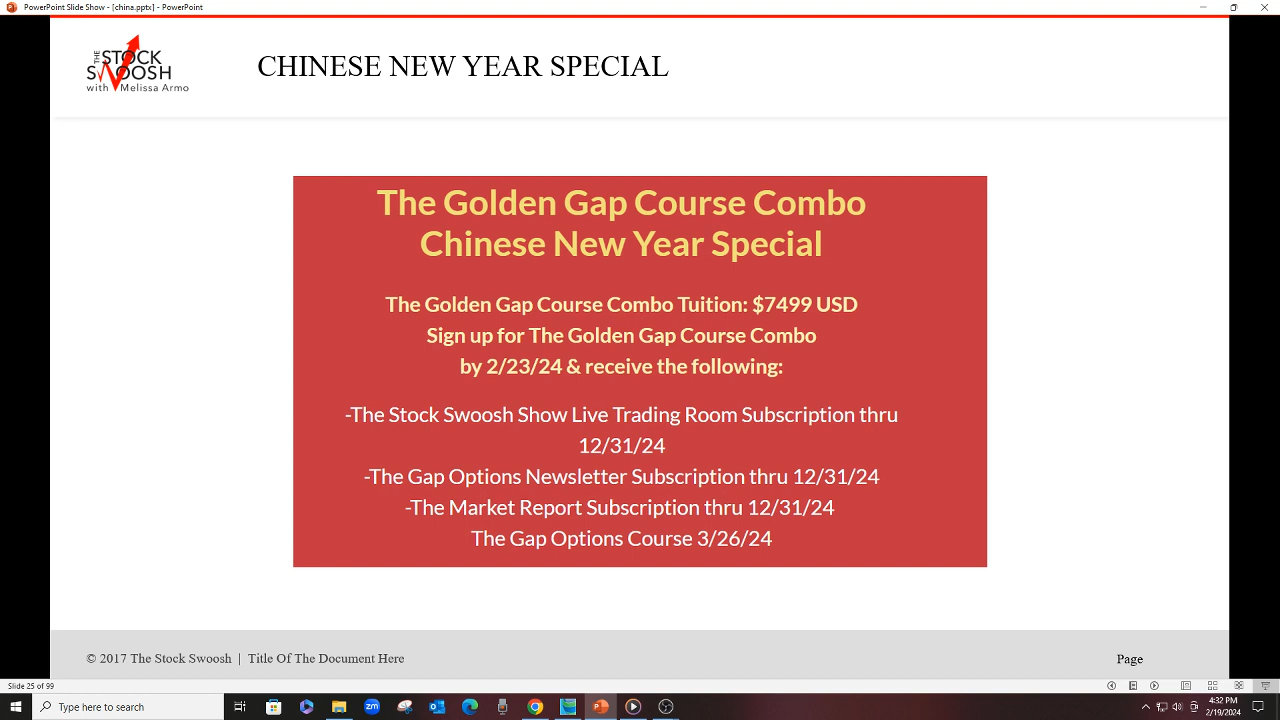 PowerPoint Slide Show - [china.pptx] - PowerPoint
THE STOCK
SWOOSH
with Melissa Armo
CHINESE NEW YEAR SPECIAL
The Golden Gap Course Combo
Chinese New Year Special
The Golden Gap Course Combo Tuition: $7499 USD
Sign up for The Golden Gap Course Combo
by 2/23/24 & receive the following:
-The Stock Swoosh Show Live Trading Room Subscription thru
12/31/24
-The Gap Options Newsletter Subscription thru 12/31/24
-The Market Report Subscription thru 12/31/24
The Gap Options Course 3/26/24
© 2017 The Stock Swoosh | Title Of The Document Here
Page
Slide 25 of 99
Type here to search
4:32 PM
2/19/2024